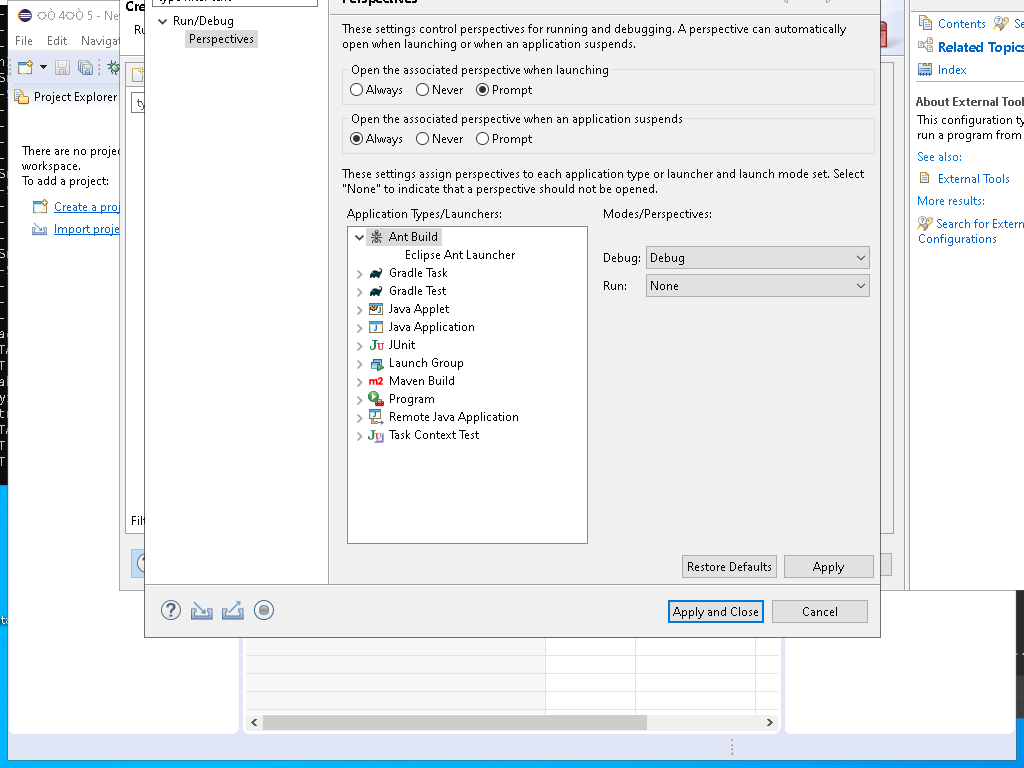 File Edit Navigat
Project Explorer
There are no projec
workspace.
To add a project:
Create a proj
Import proje
Cre
Ru
ty
Filt
Run/Debug
Perspectives
Perspectives
These settings control perspectives for running and debugging. A perspective can automatically
open when launching or when an application suspends.
Open the associated perspective when launching
Always Never Prompt
Open the associated perspective when an application suspends
Always Never Prompt
These settings assign perspectives to each application type or launcher and launch mode set. Select
"None" to indicate that a perspective should not be opened.
Application Types/Launchers:
Ant Build
Eclipse Ant Launcher
Gradle Task
Gradle Test
Java Applet
Java Application
JUnit
Launch Group
Maven Build
Program
Remote Java Application
Task Context Test
Modes/Perspectives:
Debug: Debug
Run: None
Restore Defaults Apply
Apply and Close Cancel
Contents Se
Related Topics
Index
About External Tool
This configuration ty
run a program from
See also:
External Tools
More results:
Search for Extern
Configurations